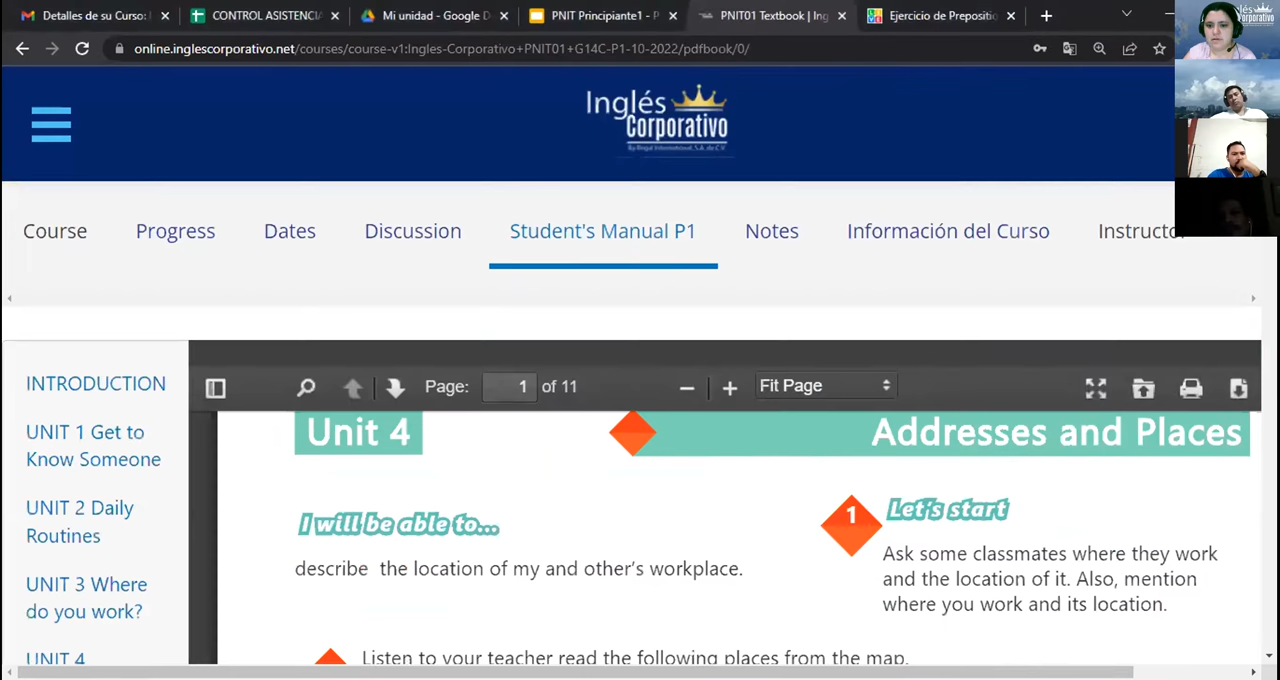 Detalles de su Curso:
CONTROL ASISTENCIA
Mi unidad - Google D
PNIT Principiante1 - P
PNIT01 Textbook | Ing
Ejercicio de Prepositio
online.inglescorporativo.net/courses/course-v1:Ingles-Corporativo+PNIT01+G14C-P1-10-2022/pdfbook/0/
Inglés
Corporativo
Course
Progress
Dates
Discussion
Student's Manual P1
Notes
Información del Curso
Instructo
INTRODUCTION
UNIT 1 Get to
Know Someone
UNIT 2 Daily
Routines
UNIT 3 Where
do you work?
UNIT 4
Page: 1 of 11
Fit Page
Unit 4
Addresses and Places
I will be able to...
describe the location of my and other's workplace.
1
Let's start
Ask some classmates where they work
and the location of it. Also, mention
where you work and its location.
Listen to your teacher read the following places from the map.